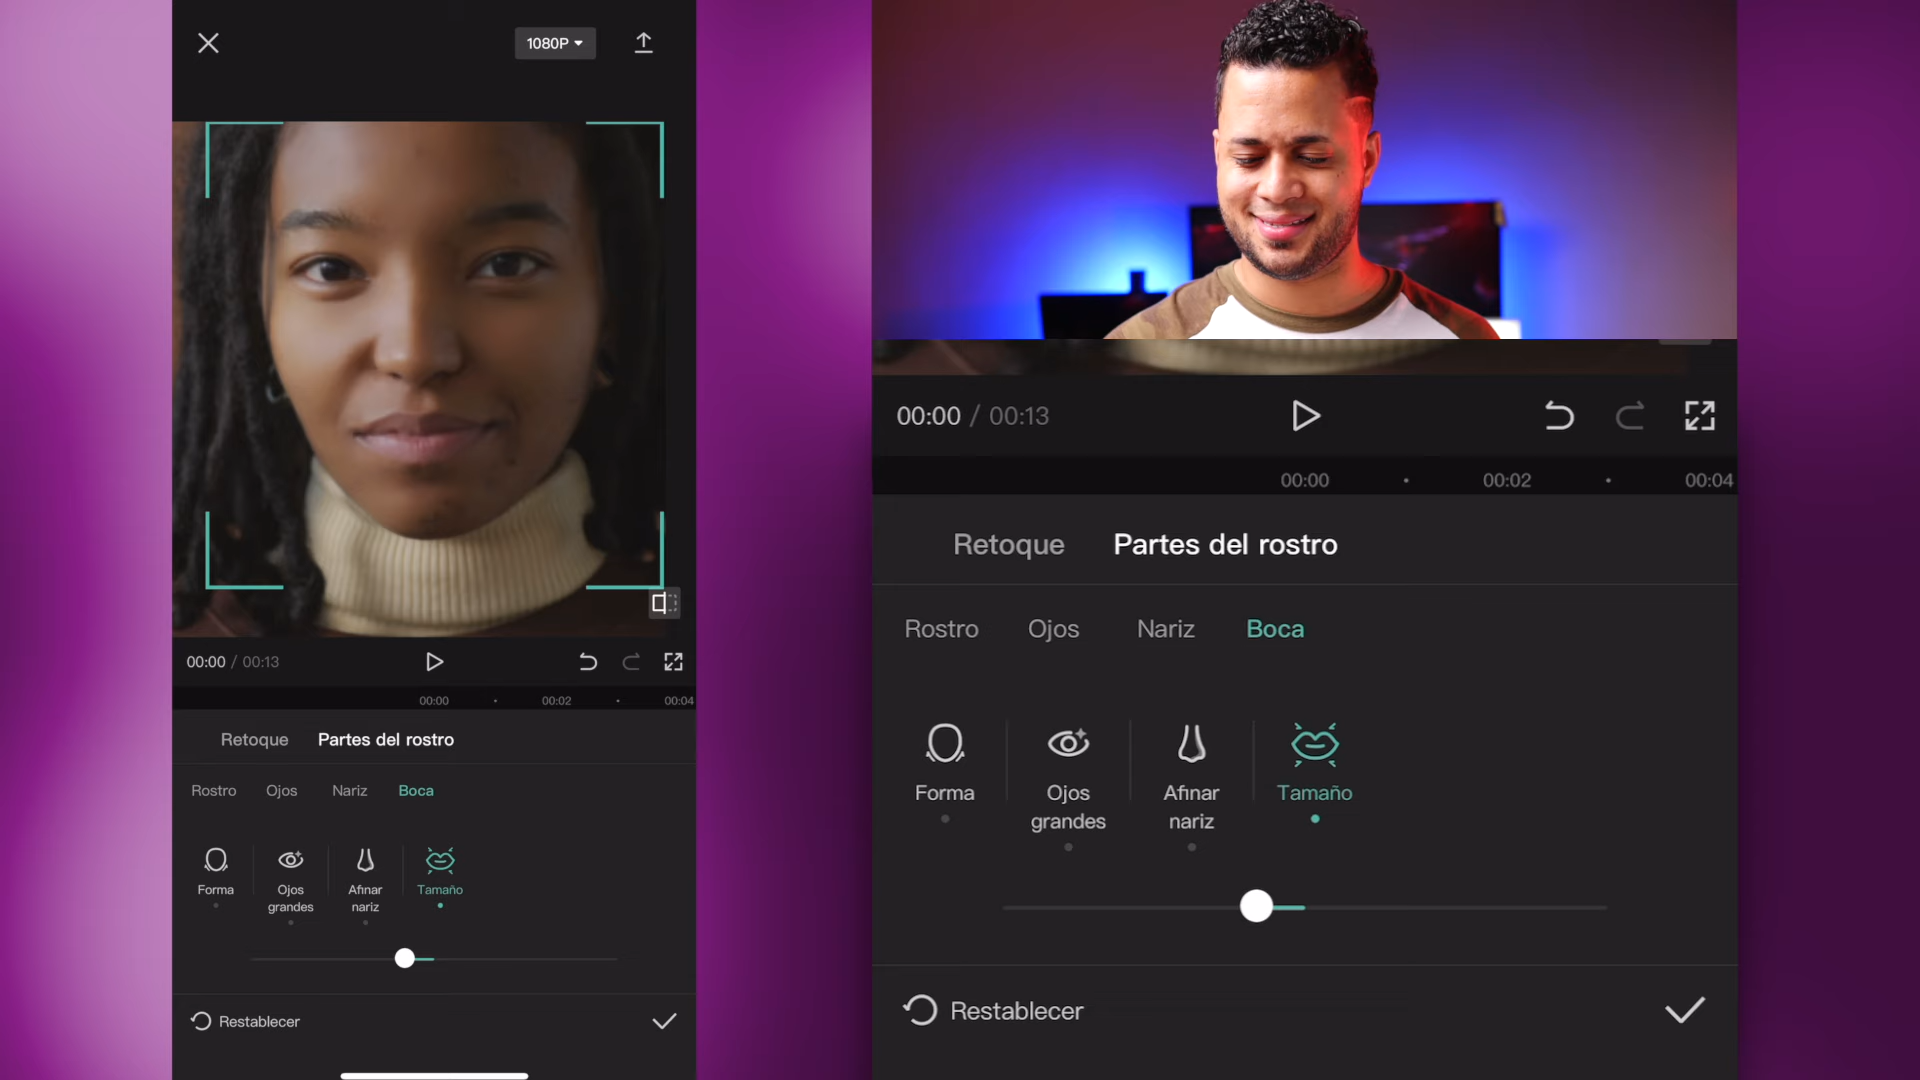 1080P
00:00 / 00:13
00:00 00:02 00:04
Retoque Partes del rostro
Rostro Ojos Nariz Boca
Forma Ojos grandes Afinar nariz Tamaño
Restablecer
00:00 / 00:13
00:00 00:02 00:04
Retoque Partes del rostro
Rostro Ojos Nariz Boca
Forma Ojos grandes Afinar nariz Tamaño
Restablecer